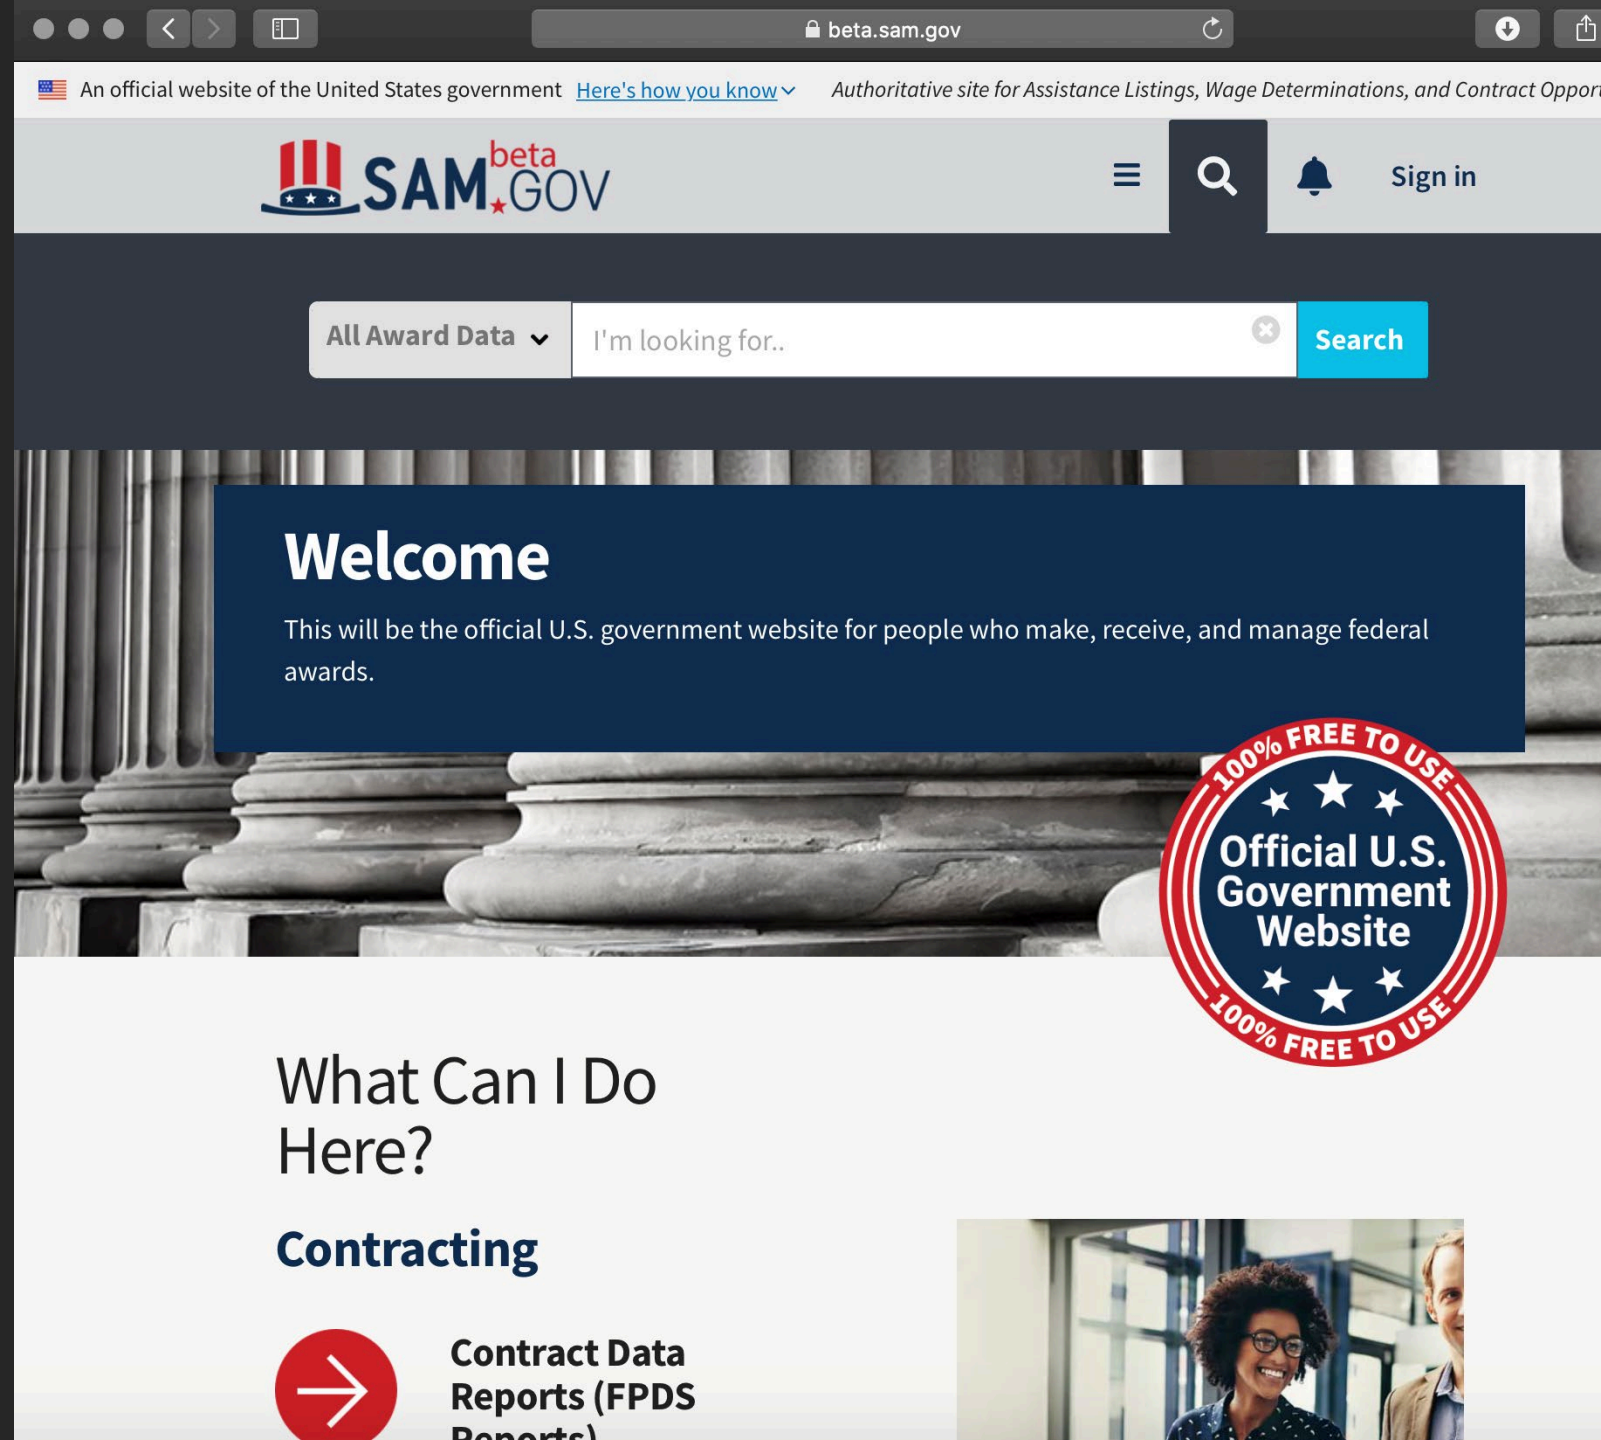 beta.sam.gov
An official website of the United States government Here's how you know Authoritative site for Assistance Listings, Wage Determinations, and Contract Opport
SAM.GOV beta
Sign in
All Award Data
I'm looking for..
Search
Welcome
This will be the official U.S. government website for people who make, receive, and manage federal
awards.
100% FREE TO USE
Official U.S.
Government
Website
100% FREE TO USE
What Can I Do
Here?
Contracting
Contract Data
Reports (FPDS
Reports)